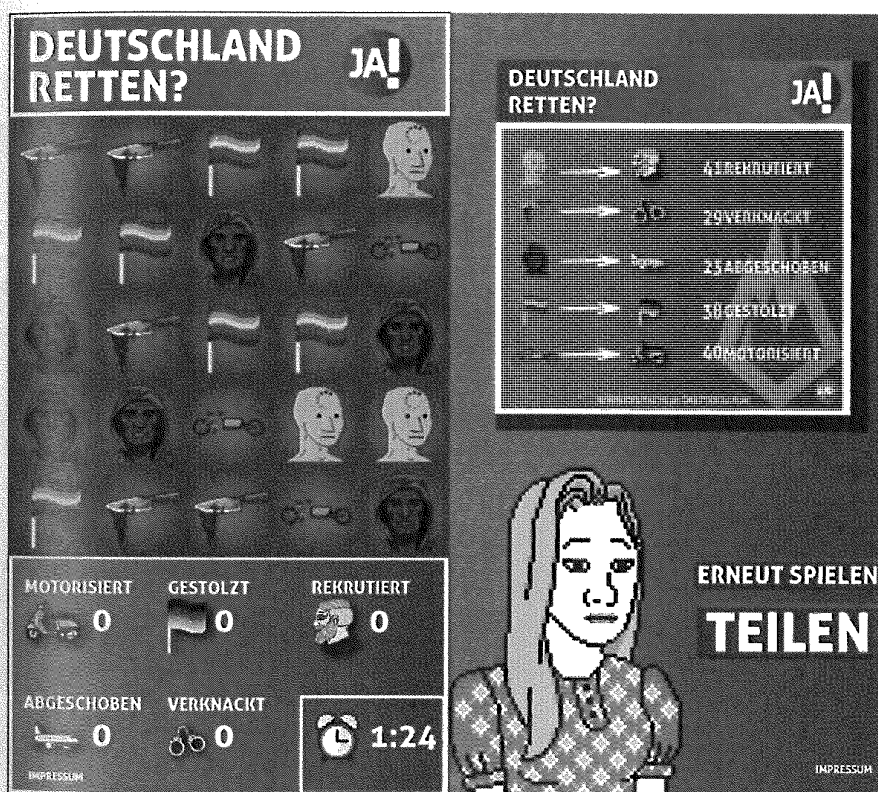 DEUTSCHLAND
RETTEN?
JA!
MOTORISIERT
0
GESTOLZT
0
REKRUTIERT
0
ABGESCHOBEN
0
VERKNACKT
0
1:24
IMPRESSUM
DEUTSCHLAND
RETTEN?
JA!
41 REKRUTIERT
29 VERKNACKT
23 ABGESCHOBEN
38 GESTOLZT
40 MOTORISIERT
ERNEUT SPIELEN
TEILEN
IMPRESSUM